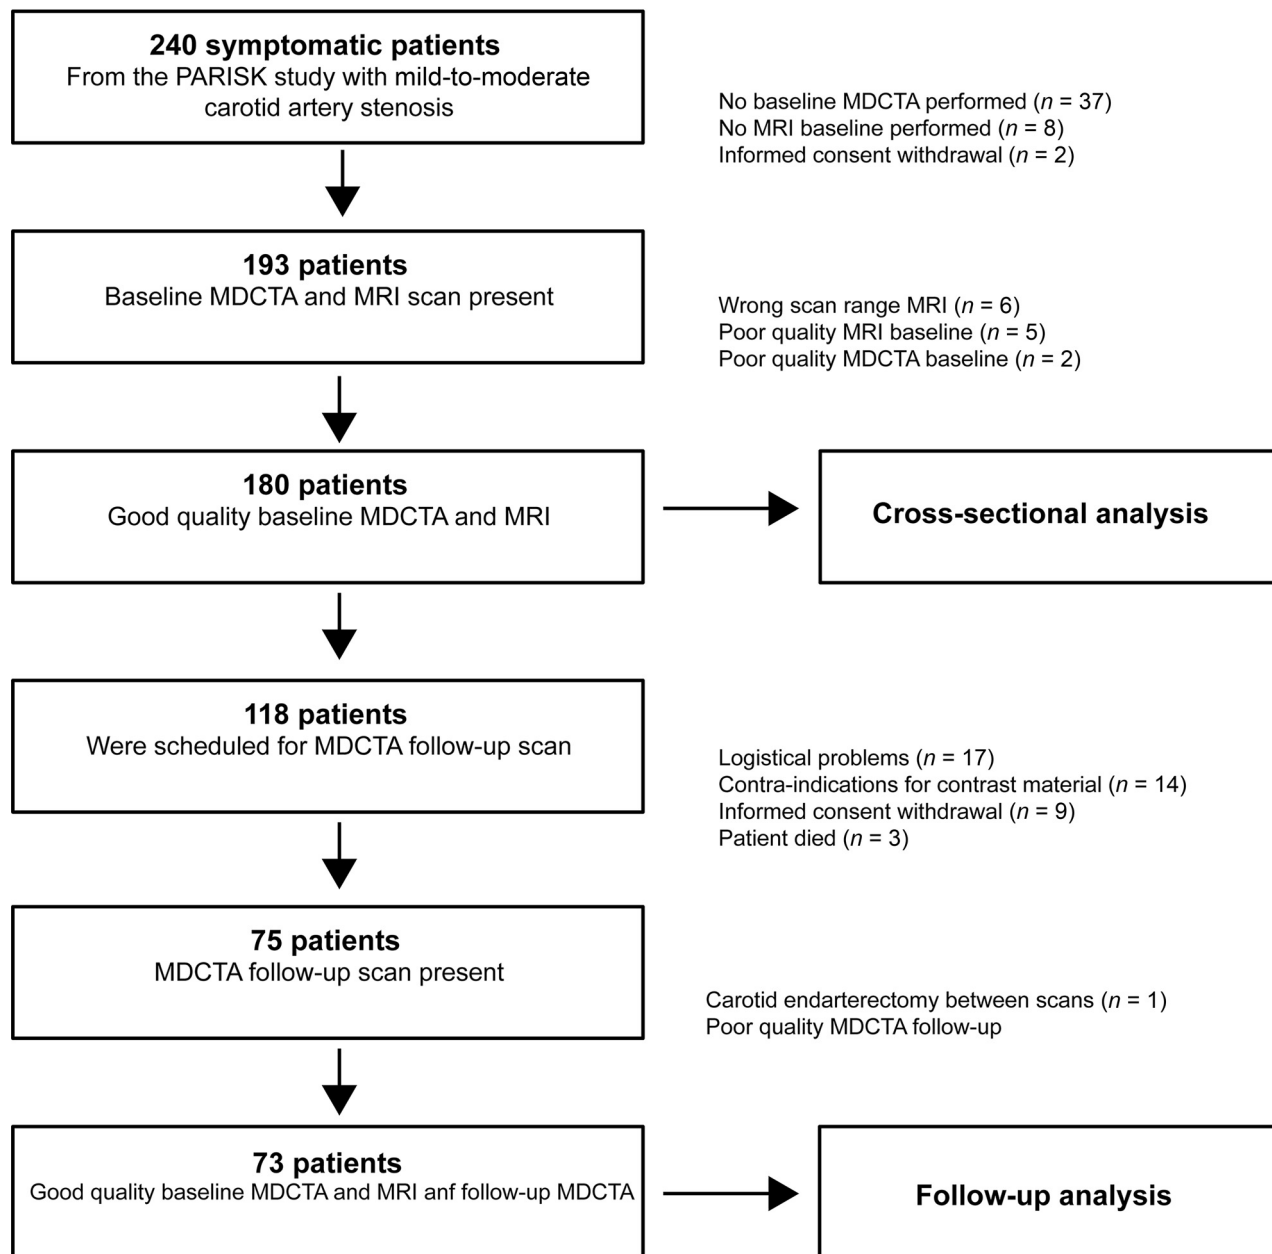 240 symptomatic patients
From the PARISK study with mild-to-moderate
carotid artery stenosis
No baseline MDCTA performed (n = 37)
No MRI baseline performed (n = 8)
Informed consent withdrawal (n = 2)
193 patients
Baseline MDCTA and MRI scan present
Wrong scan range MRI (n = 6)
Poor quality MRI baseline (n = 5)
Poor quality MDCTA baseline (n = 2)
180 patients
Good quality baseline MDCTA and MRI
Cross-sectional analysis
118 patients
Were scheduled for MDCTA follow-up scan
Logistical problems (n = 17)
Contra-indications for contrast material (n = 14)
Informed consent withdrawal (n = 9)
Patient died (n = 3)
75 patients
MDCTA follow-up scan present
Carotid endarterectomy between scans (n = 1)
Poor quality MDCTA follow-up
73 patients
Good quality baseline MDCTA and MRI anf follow-up MDCTA
Follow-up analysis